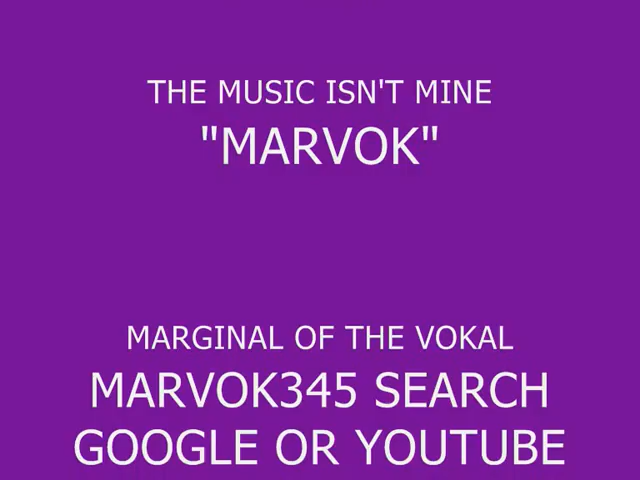 THE MUSIC ISN'T MINE
"MARVOK"
MARGINAL OF THE VOKAL
MARVOK345 SEARCH
GOOGLE OR YOUTUBE